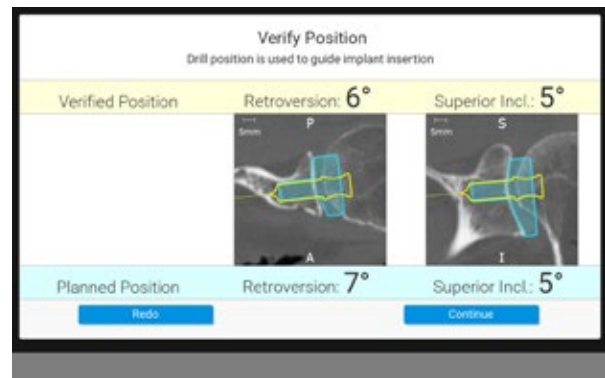 Verify Position
Drill position is used to guide implant insertion
Verified Position Retroversion: 6° Superior Incl.: 5°
5mm P 5mm S
A I
Planned Position Retroversion: 7° Superior Incl.: 5°
Redo Continue